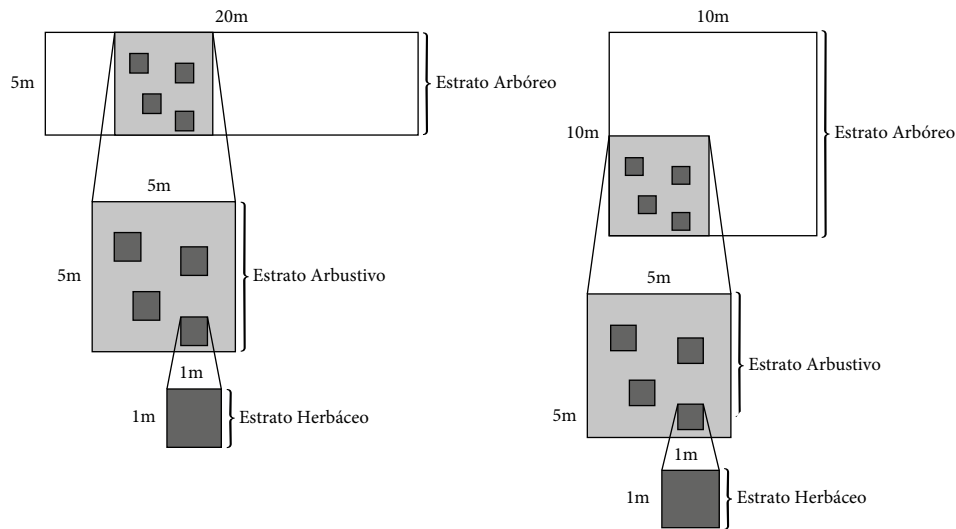 20m
5m
Estrato Arbóreo
5m
5m
Estrato Arbustivo
1m
1m
Estrato Herbáceo
10m
10m
Estrato Arbóreo
5m
5m
Estrato Arbustivo
1m
1m
Estrato Herbáceo